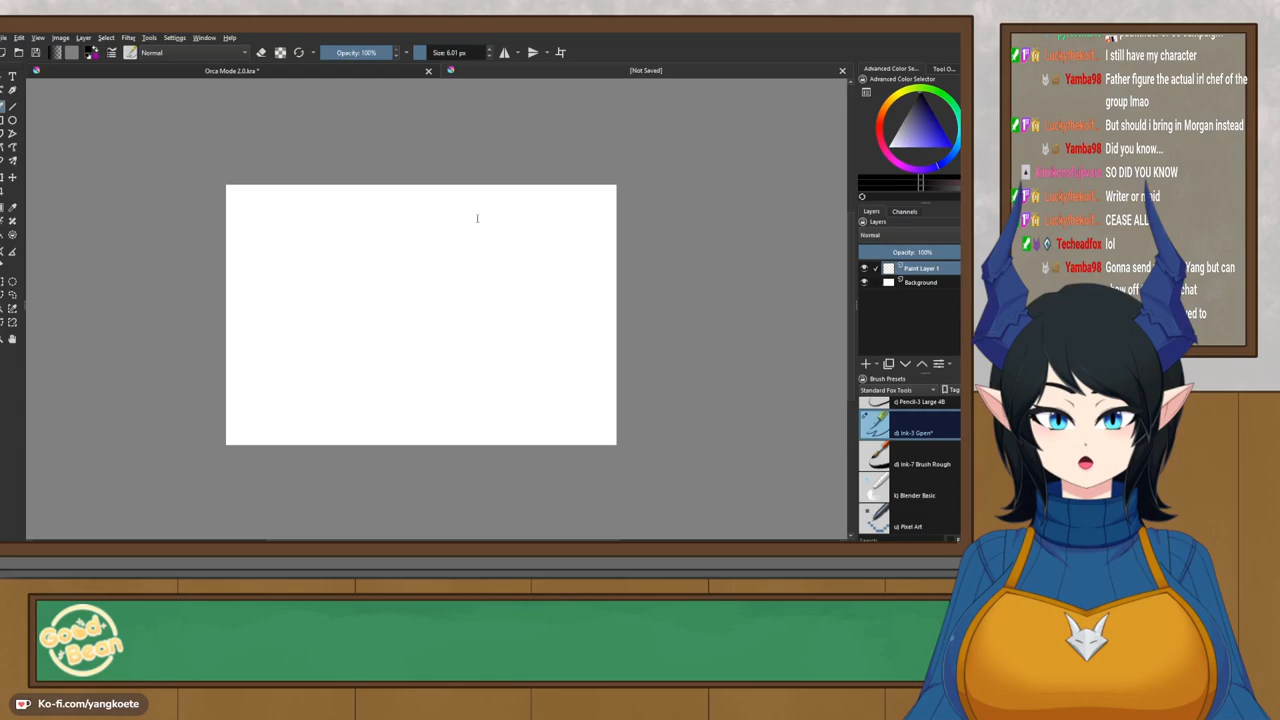 Edit View Image Layer Select Filter Tools Settings Window Help
Normal
Opacity: 100%
Size: 6.01 px
Orca Mode 2.0.kra *
[Not Saved]
Advanced Color Se...
Tool O...
Advanced Color Selector
Layers
Channels
Layers
Normal
Opacity: 100%
Paint Layer 1
Background
Brush Presets
Standard Fox Tools
Tag
c) Pencil-3 Large 4B
d) Ink-3 Gpen*
d) Ink-7 Brush Rough
k) Blender Basic
u) Pixel Art
I still have my character
Yamba98 Father figure the actual irl chef of the
group lmao
But should i bring in Morgan instead
Yamba98 Did you know...
SO DID YOU KNOW
Writer or
CEASE ALL
Techeadfox lol
Yamba98 Gonna send Yang but can
chat
to
Good
Bean
Ko-fi.com/yangkoete